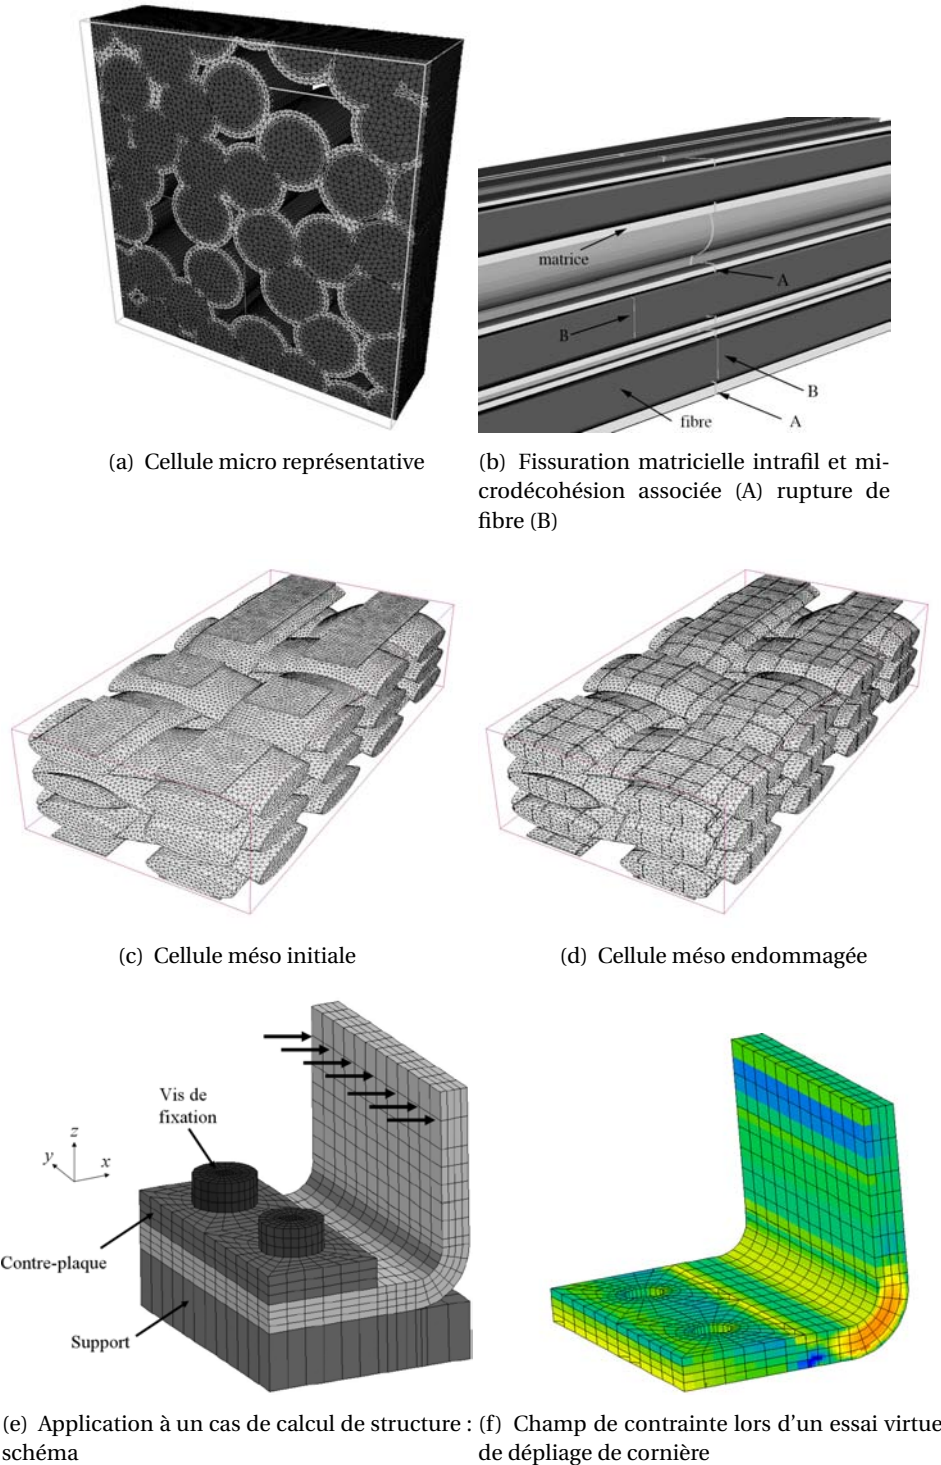 matrice
A
B
B
fibre
A
(a) Cellule micro représentative
(b) Fissuration matricielle intrafil et mi-
crodécohésion associée (A) rupture de
fibre (B)
(c) Cellule méso initiale
(d) Cellule méso endommagée
Vis de
fixation
z
y
x
Contre-plaque
Support
(e) Application à un cas de calcul de structure :
schéma
(f) Champ de contrainte lors d'un essai virtue
de dépliage de cornière